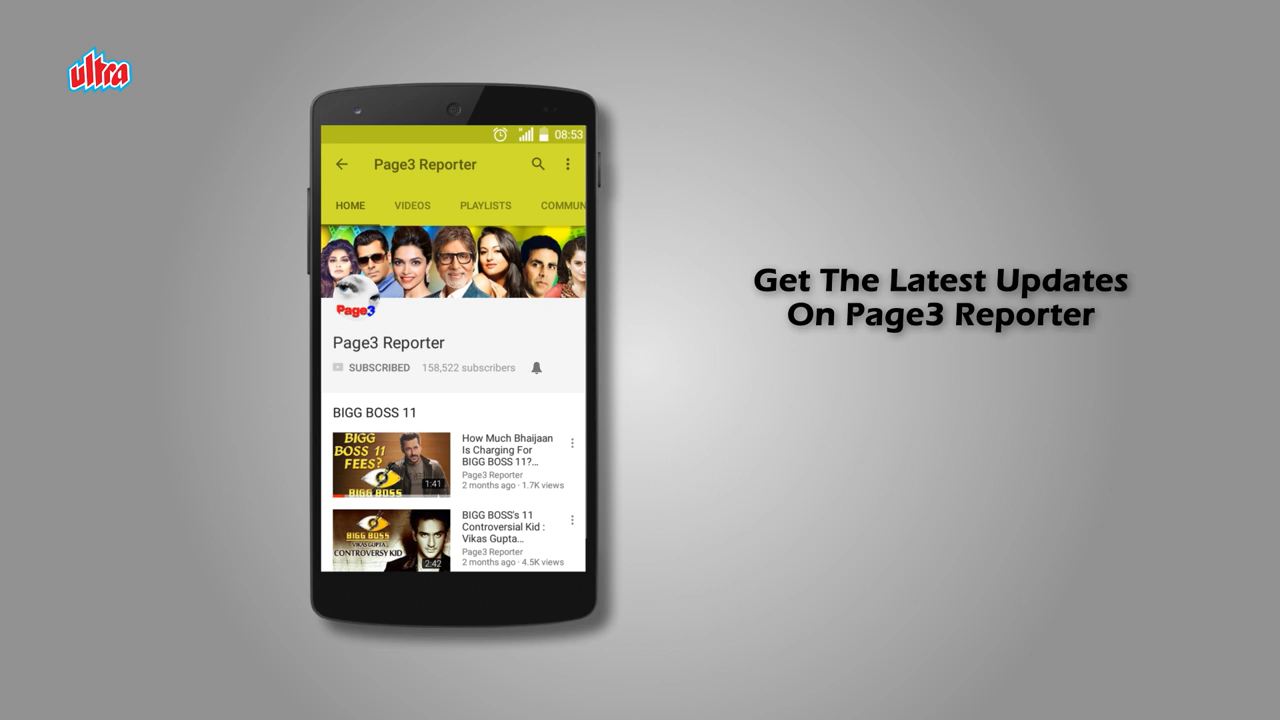 ultra
08:53
Page3 Reporter
HOME VIDEOS PLAYLISTS COMMUN
Page3
Page3 Reporter
SUBSCRIBED 158,522 subscribers
BIGG BOSS 11
BIGG
BOSS 11
FEES?
BIGG BOSS
1:41
How Much Bhaijaan
Is Charging For
BIGG BOSS 11?...
Page3 Reporter
2 months ago · 1.7K views
BIGG BOSS
VIKAS GUPTA
CONTROVERSY KID
2:42
BIGG BOSS's 11
Controversial Kid :
Vikas Gupta...
Page3 Reporter
2 months ago · 4.5K views
Get The Latest Updates
On Page3 Reporter